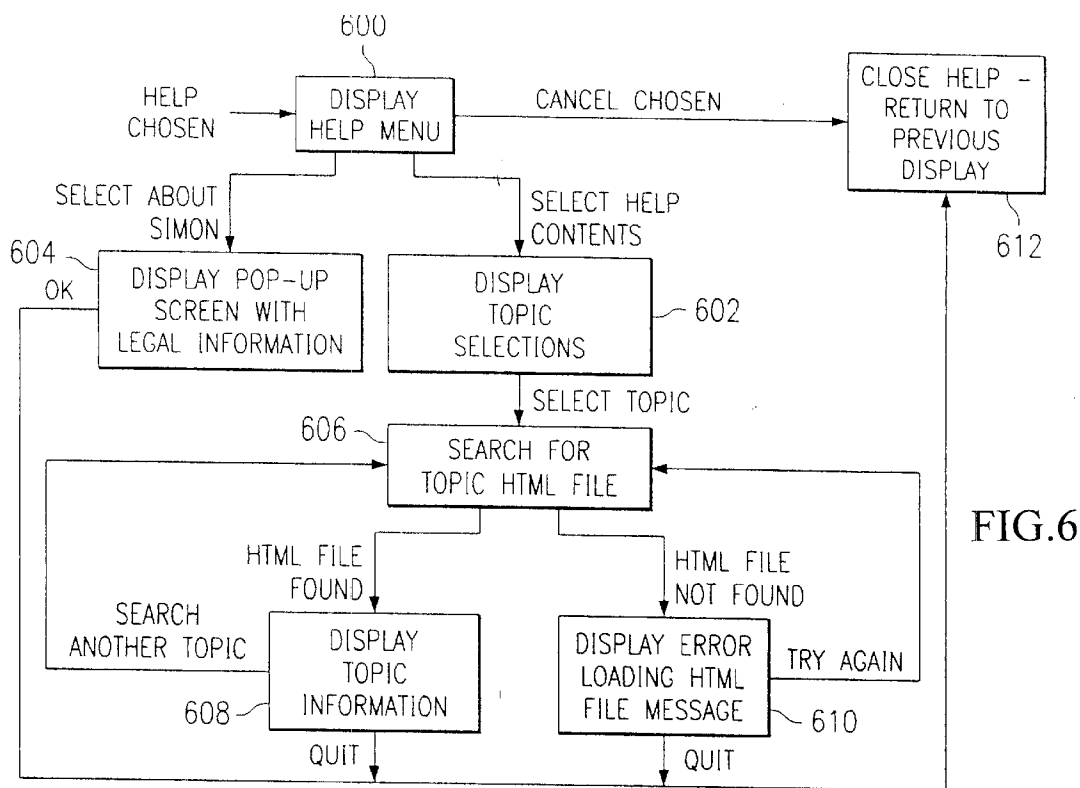 600
HELP
CHOSEN
DISPLAY
HELP MENU
CANCEL CHOSEN
CLOSE HELP -
RETURN TO
PREVIOUS
DISPLAY
612
SELECT ABOUT
SIMON
SELECT HELP
CONTENTS
604
OK
DISPLAY POP-UP
SCREEN WITH
LEGAL INFORMATION
DISPLAY
TOPIC
SELECTIONS
602
SELECT TOPIC
606
SEARCH FOR
TOPIC HTML FILE
FIG.6
HTML FILE
FOUND
HTML FILE
NOT FOUND
SEARCH
ANOTHER TOPIC
DISPLAY
TOPIC
INFORMATION
608
DISPLAY ERROR
LOADING HTML
FILE MESSAGE
TRY AGAIN
610
QUIT
QUIT